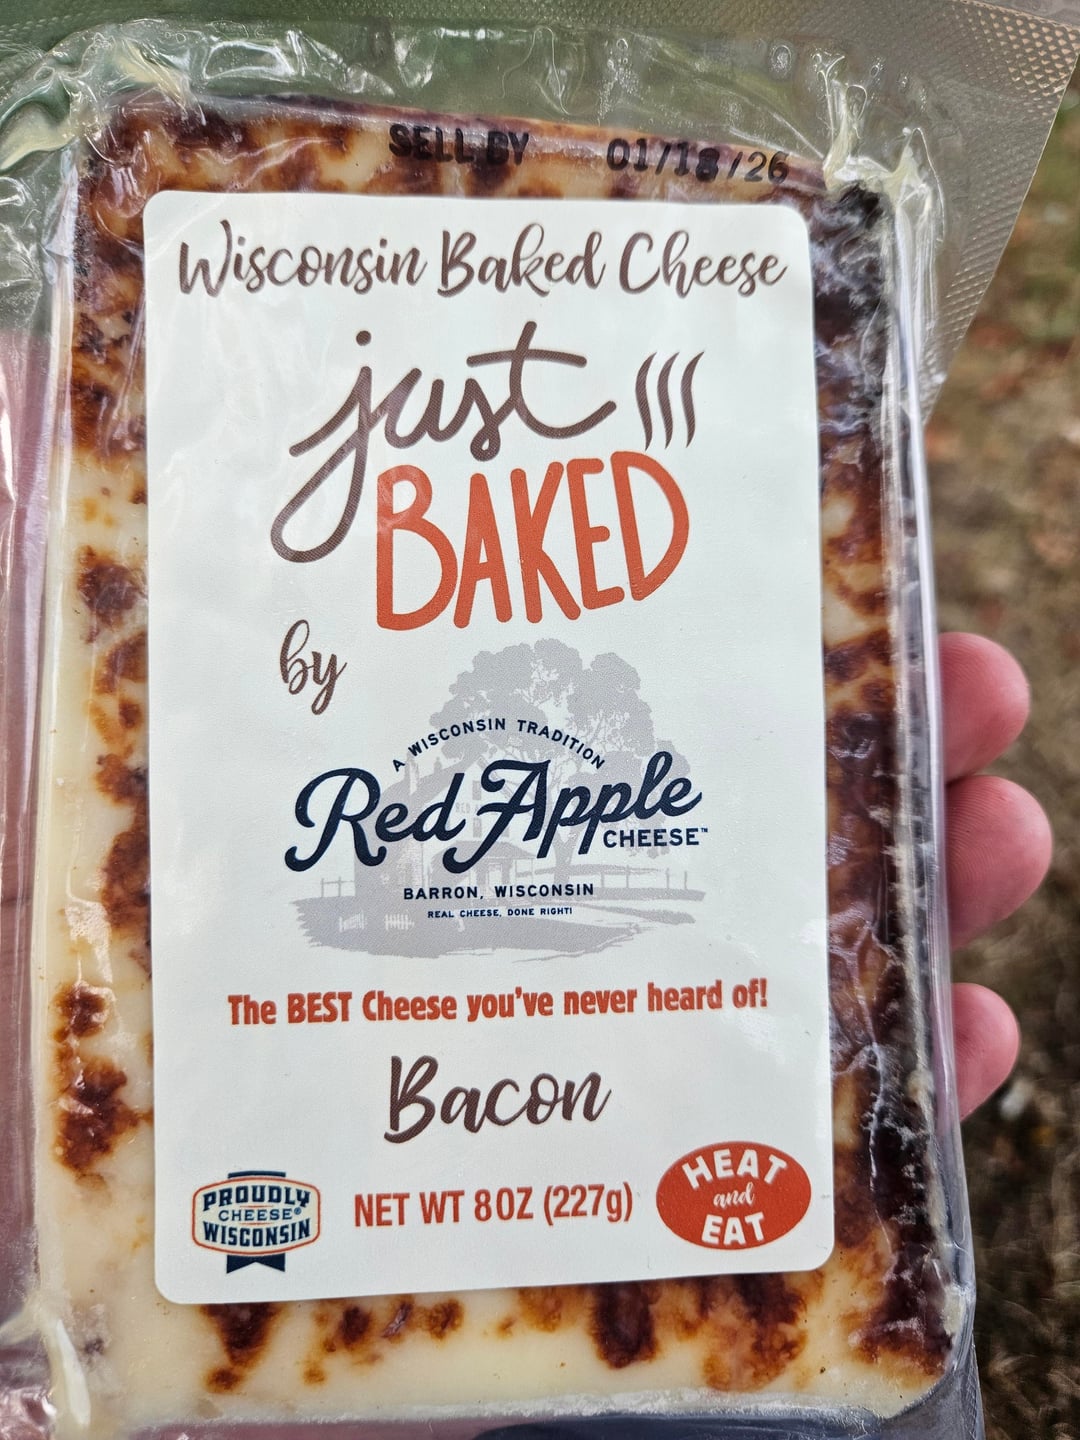 SELL BY 01/18/26
Wisconsin Baked Cheese
just
BAKED
by
A WISCONSIN TRADITION
Red Apple
CHEESE™
BARRON, WISCONSIN
REAL CHEESE, DONE RIGHT!
The BEST Cheese you've never heard of!
Bacon
PROUDLY
CHEESE®
WISCONSIN
NET WT 8 OZ (227g)
HEAT
and
EAT